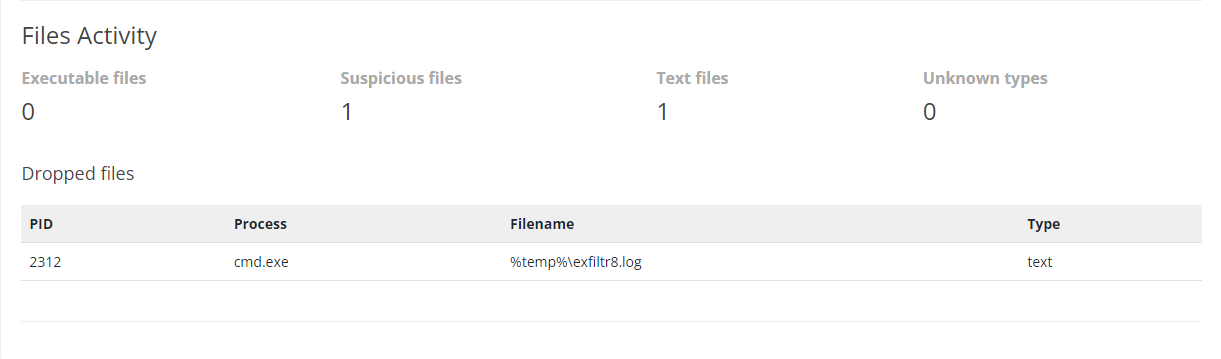 Files Activity
Executable files Suspicious files Text files Unknown types
0 1 1 0
Dropped files
PID Process Filename Type
2312 cmd.exe %temp%\exfiltr8.log text